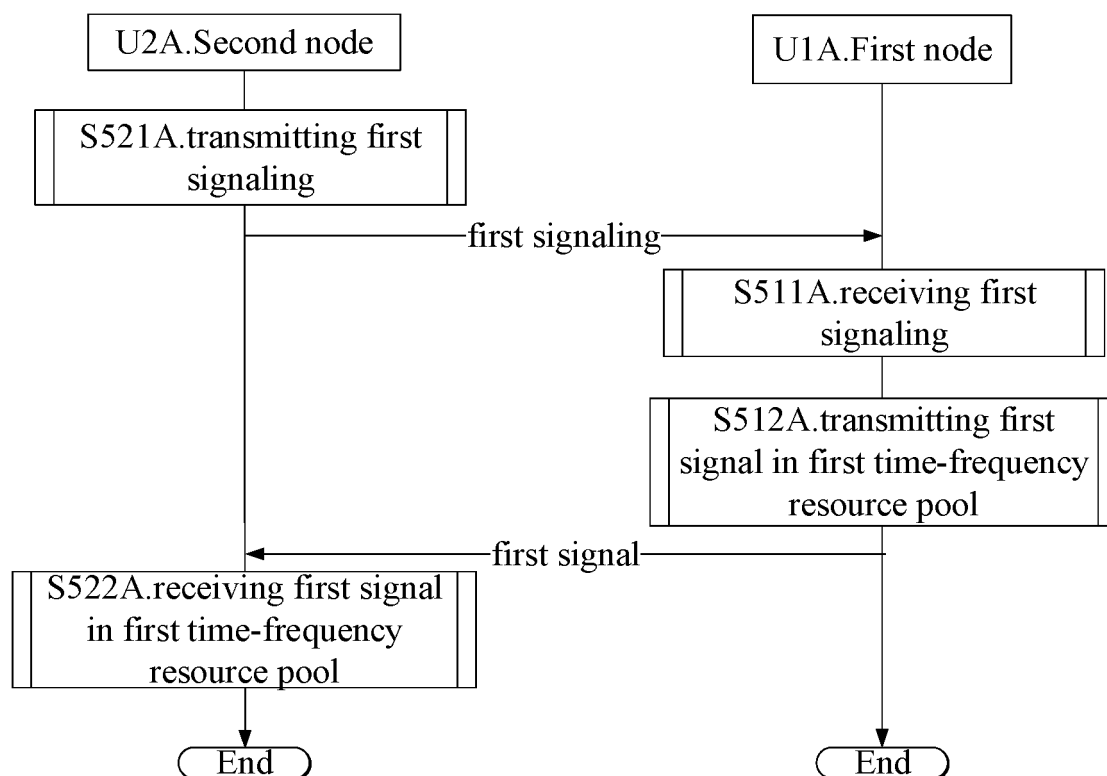 U2A.Second node
U1A.First node
S521A.transmitting first
signaling
first signaling
S511A.receiving first
signaling
S512A.transmitting first
signal in first time-frequency
resource pool
first signal
S522A.receiving first signal
in first time-frequency
resource pool
End
End